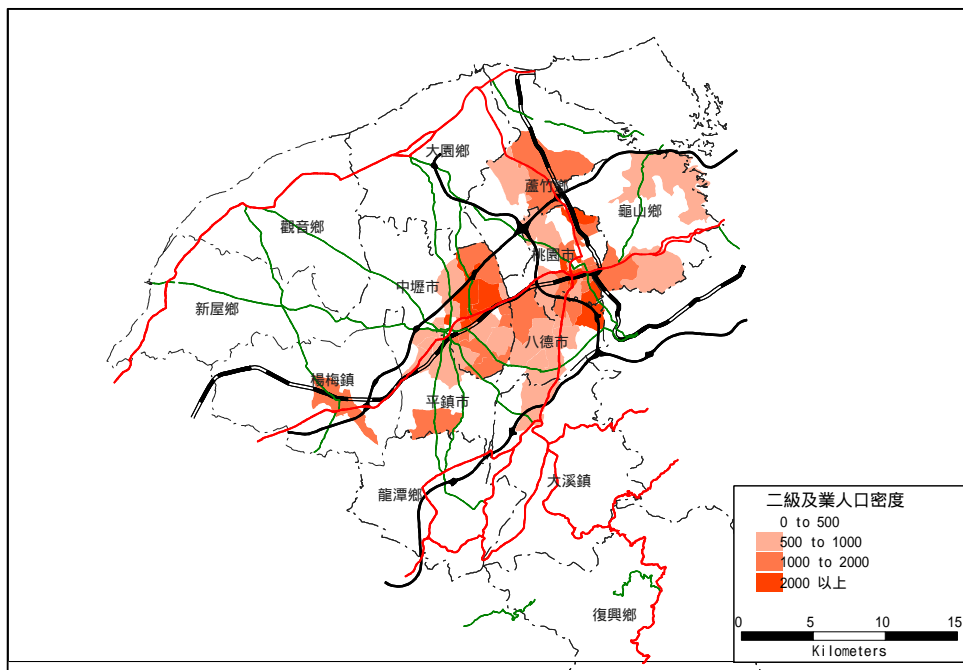 大園鄉
蘆竹鄉
龜山鄉
觀音鄉
桃園市
中壢市
新屋鄉
八德市
楊梅鎮
平鎮市
大溪鎮
龍潭鄉
復興鄉
二級及業人口密度
0 to 500
500 to 1000
1000 to 2000
2000 以上
0 5 10 15
Kilometers